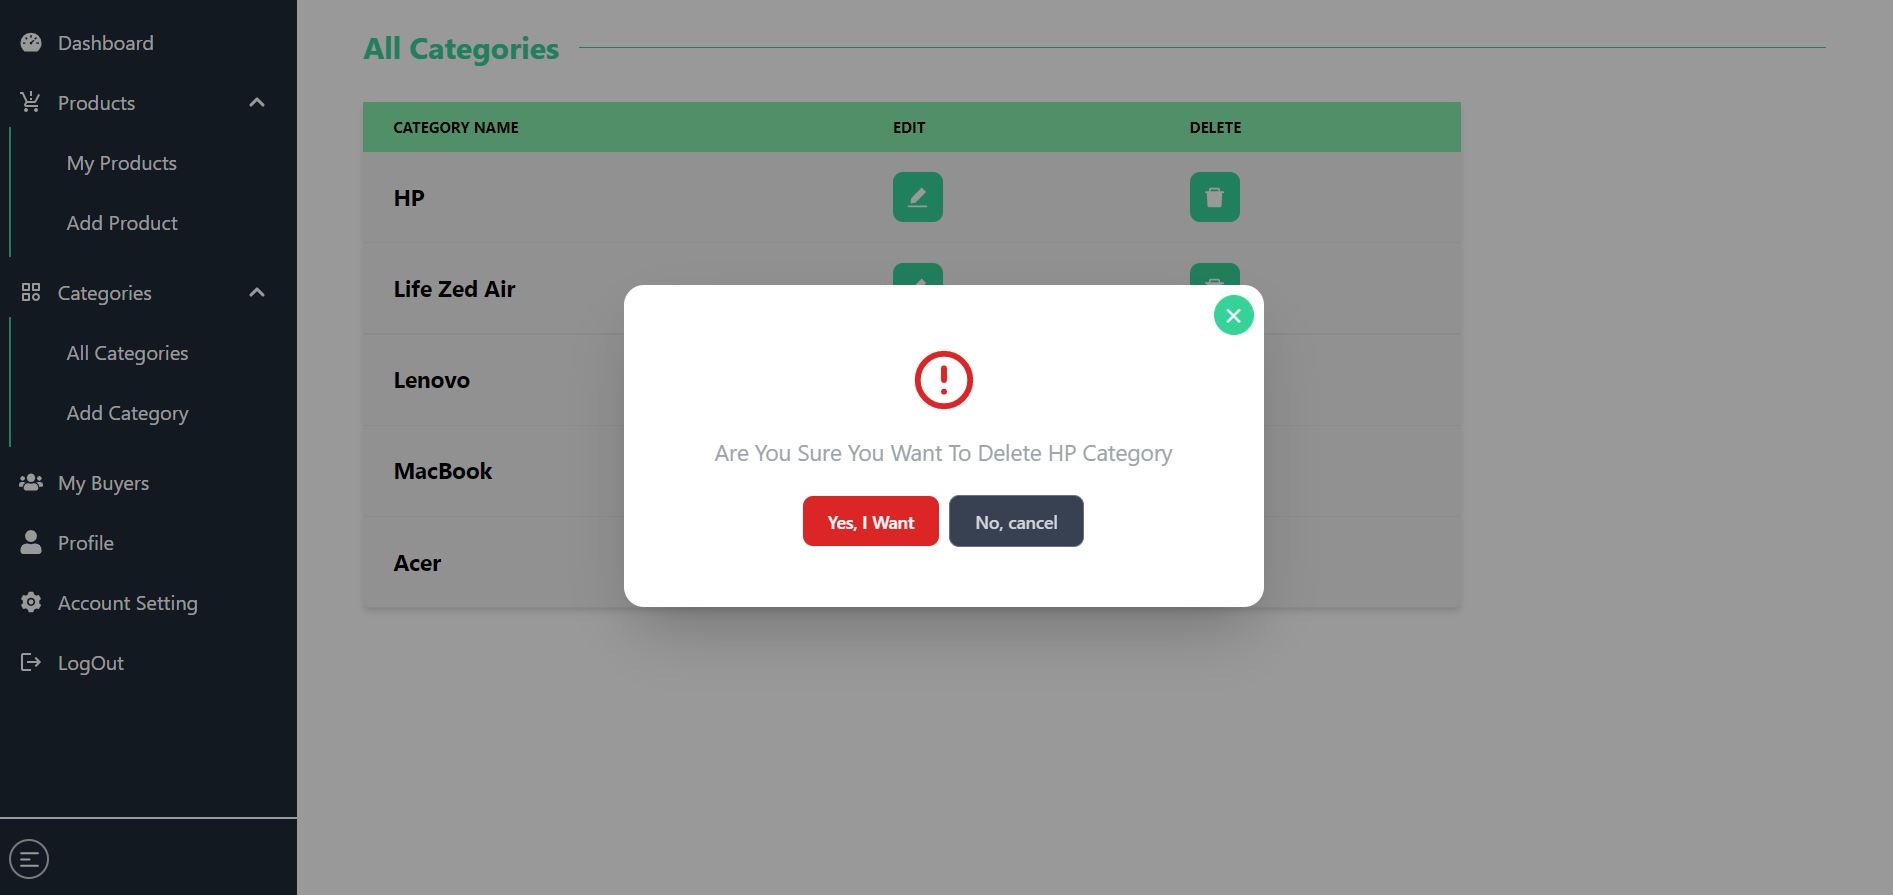 Dashboard
Products
My Products
Add Product
Categories
All Categories
Add Category
My Buyers
Profile
Account Setting
LogOut
All Categories
CATEGORY NAME EDIT DELETE
HP
Life Zed Air
Lenovo
MacBook
Acer
Are You Sure You Want To Delete HP Category
Yes, I Want No, cancel